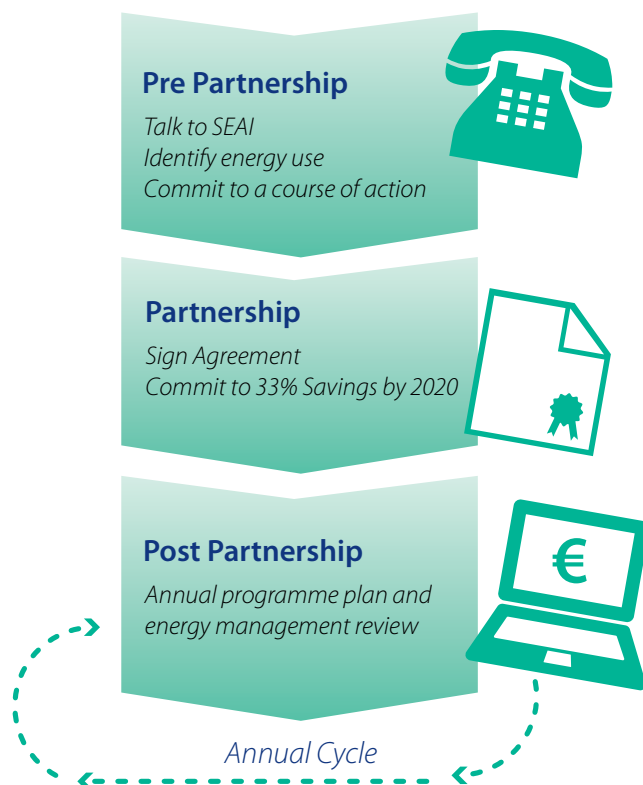 Pre Partnership
Talk to SEAI
Identify energy use
Commit to a course of action
Partnership
Sign Agreement
Commit to 33% Savings by 2020
Post Partnership
Annual programme plan and
energy management review
€
Annual Cycle